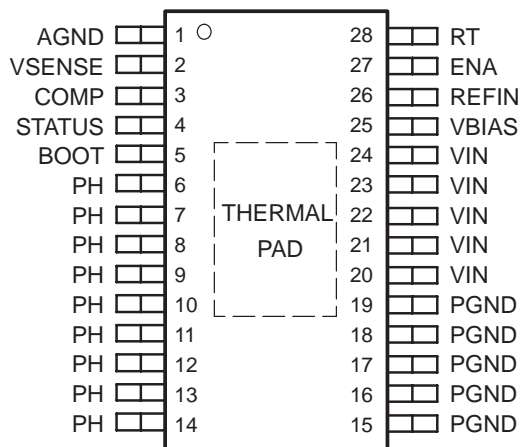 AGND 1 28 RT
VSENSE 2 27 ENA
COMP 3 26 REFIN
STATUS 4 25 VBIAS
BOOT 5 24 VIN
PH 6 23 VIN
PH 7 22 VIN
PH 8 21 VIN
PH 9 20 VIN
PH 10 19 PGND
PH 11 18 PGND
PH 12 17 PGND
PH 13 16 PGND
PH 14 15 PGND
THERMAL
PAD